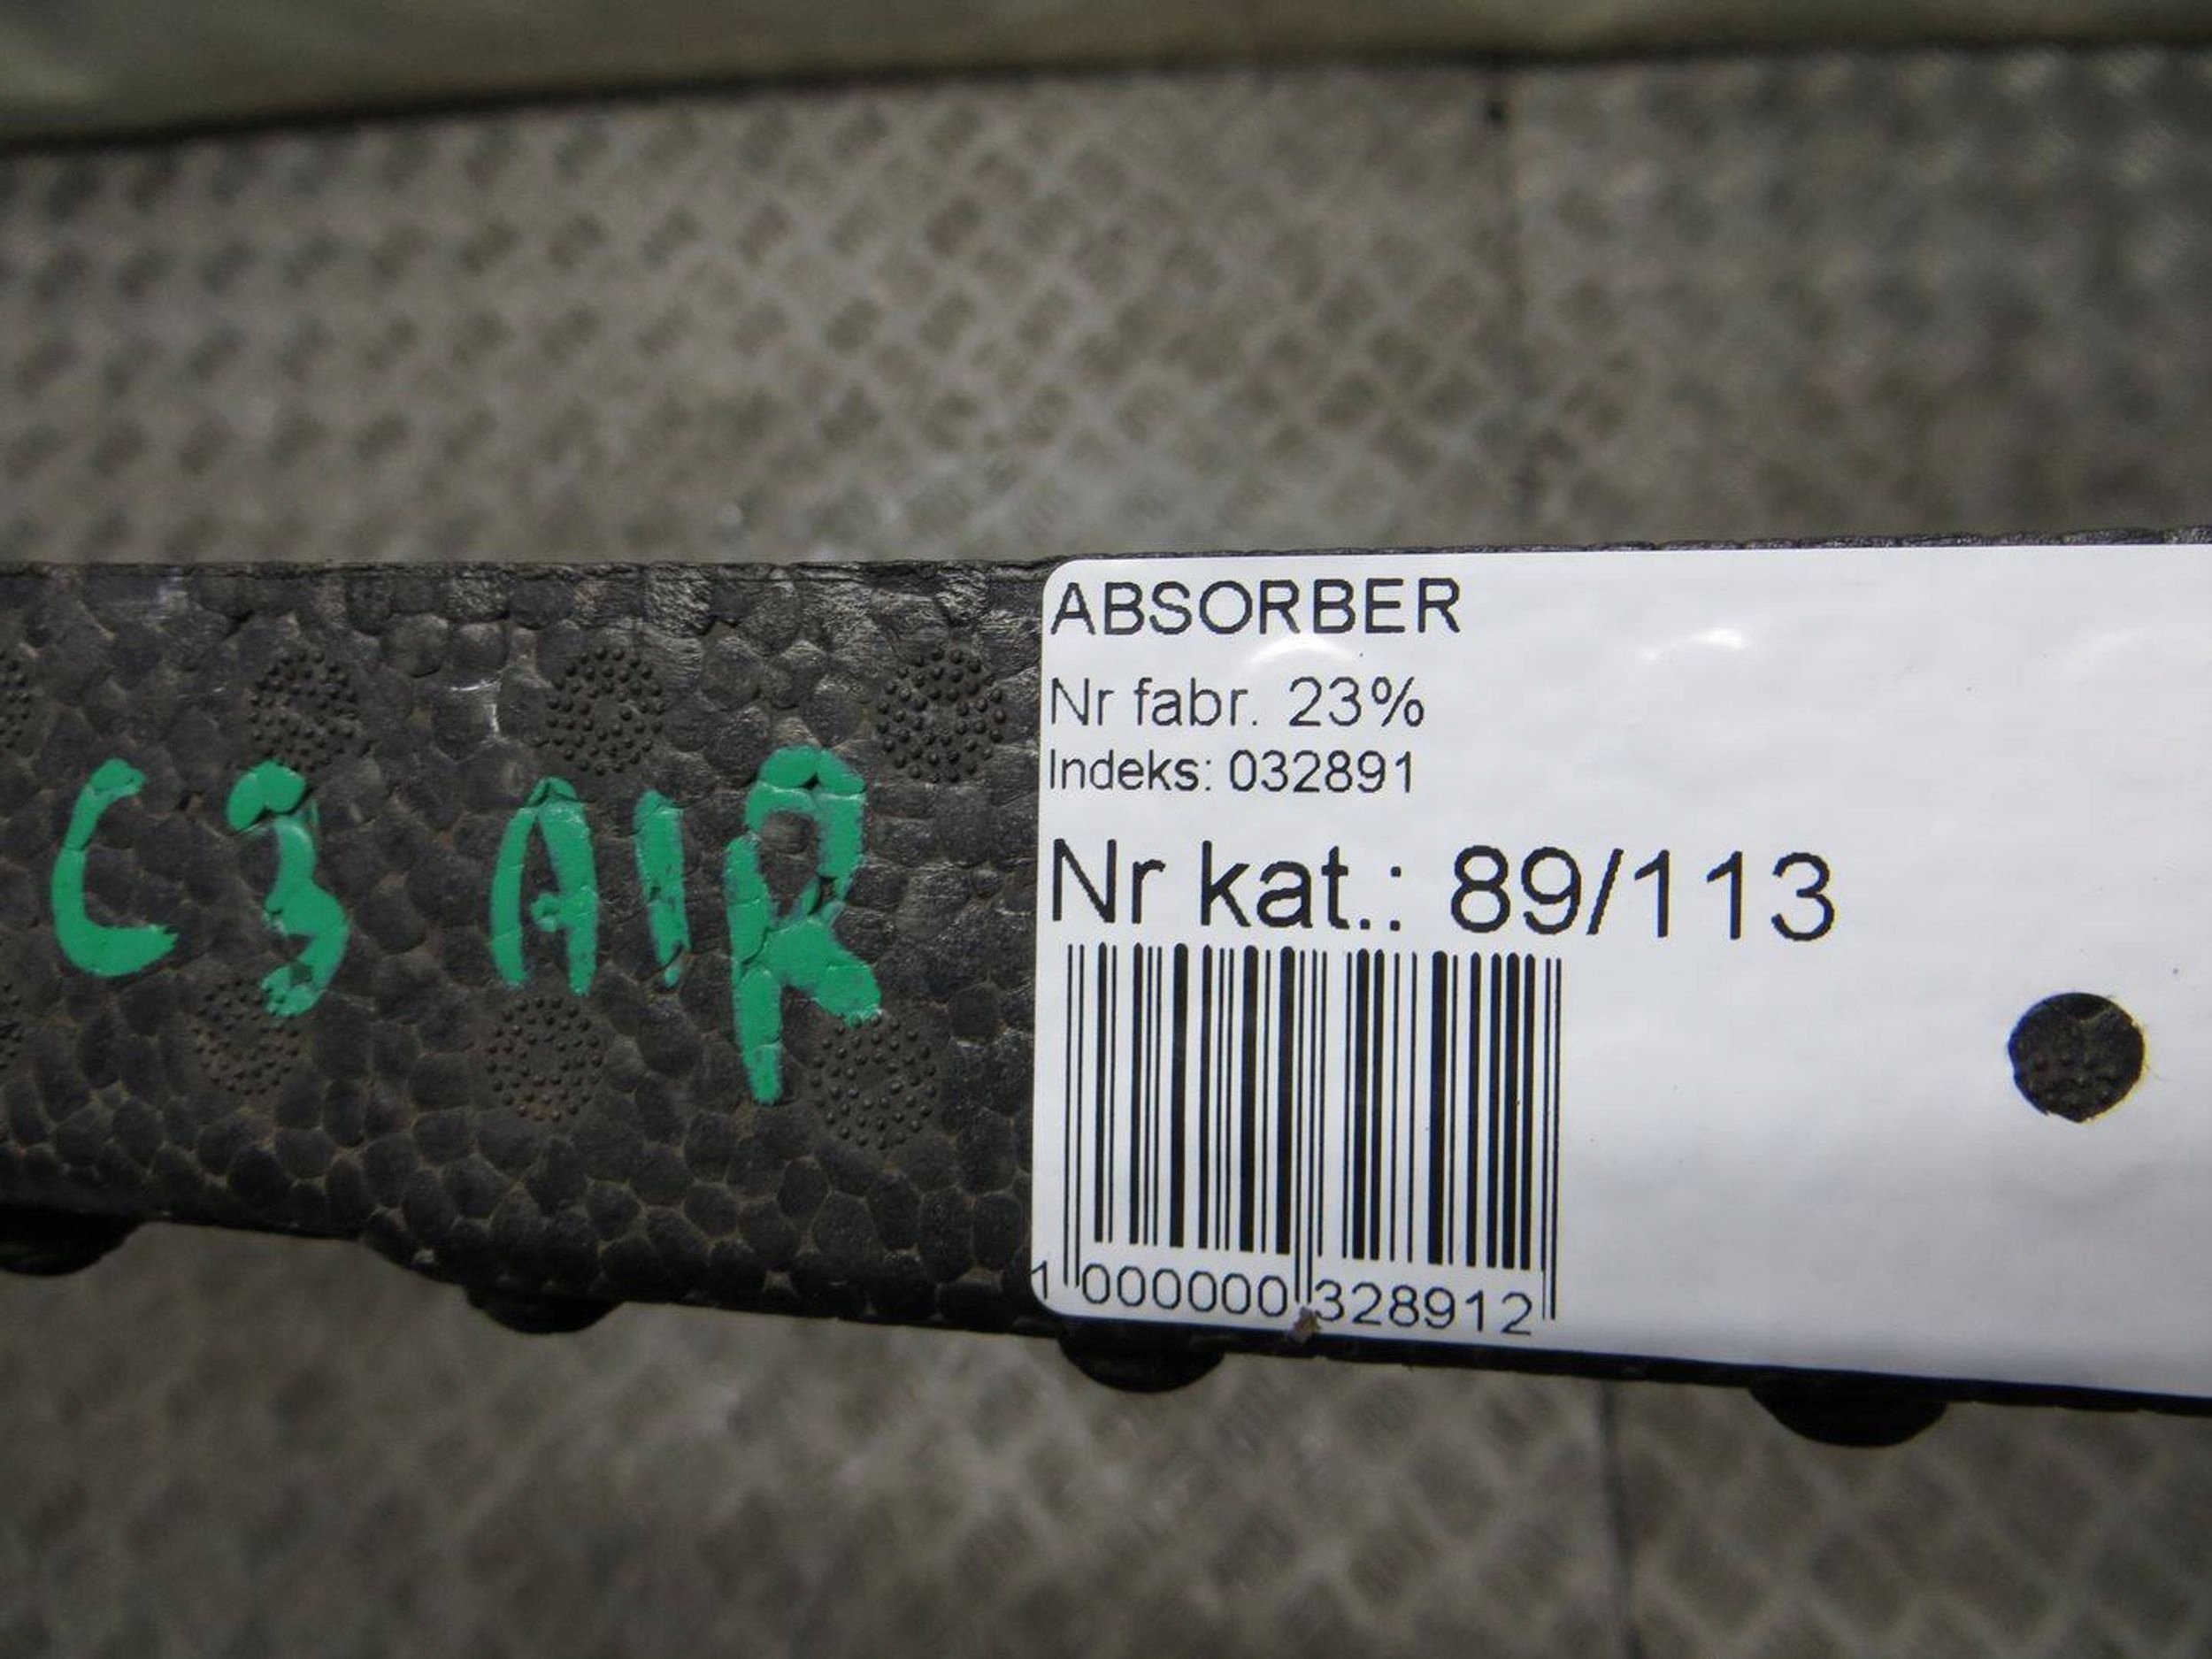 C3 AIR
ABSORBER
Nr fabr. 23%
Indeks: 032891
Nr kat.: 89/113
1 000000 328912